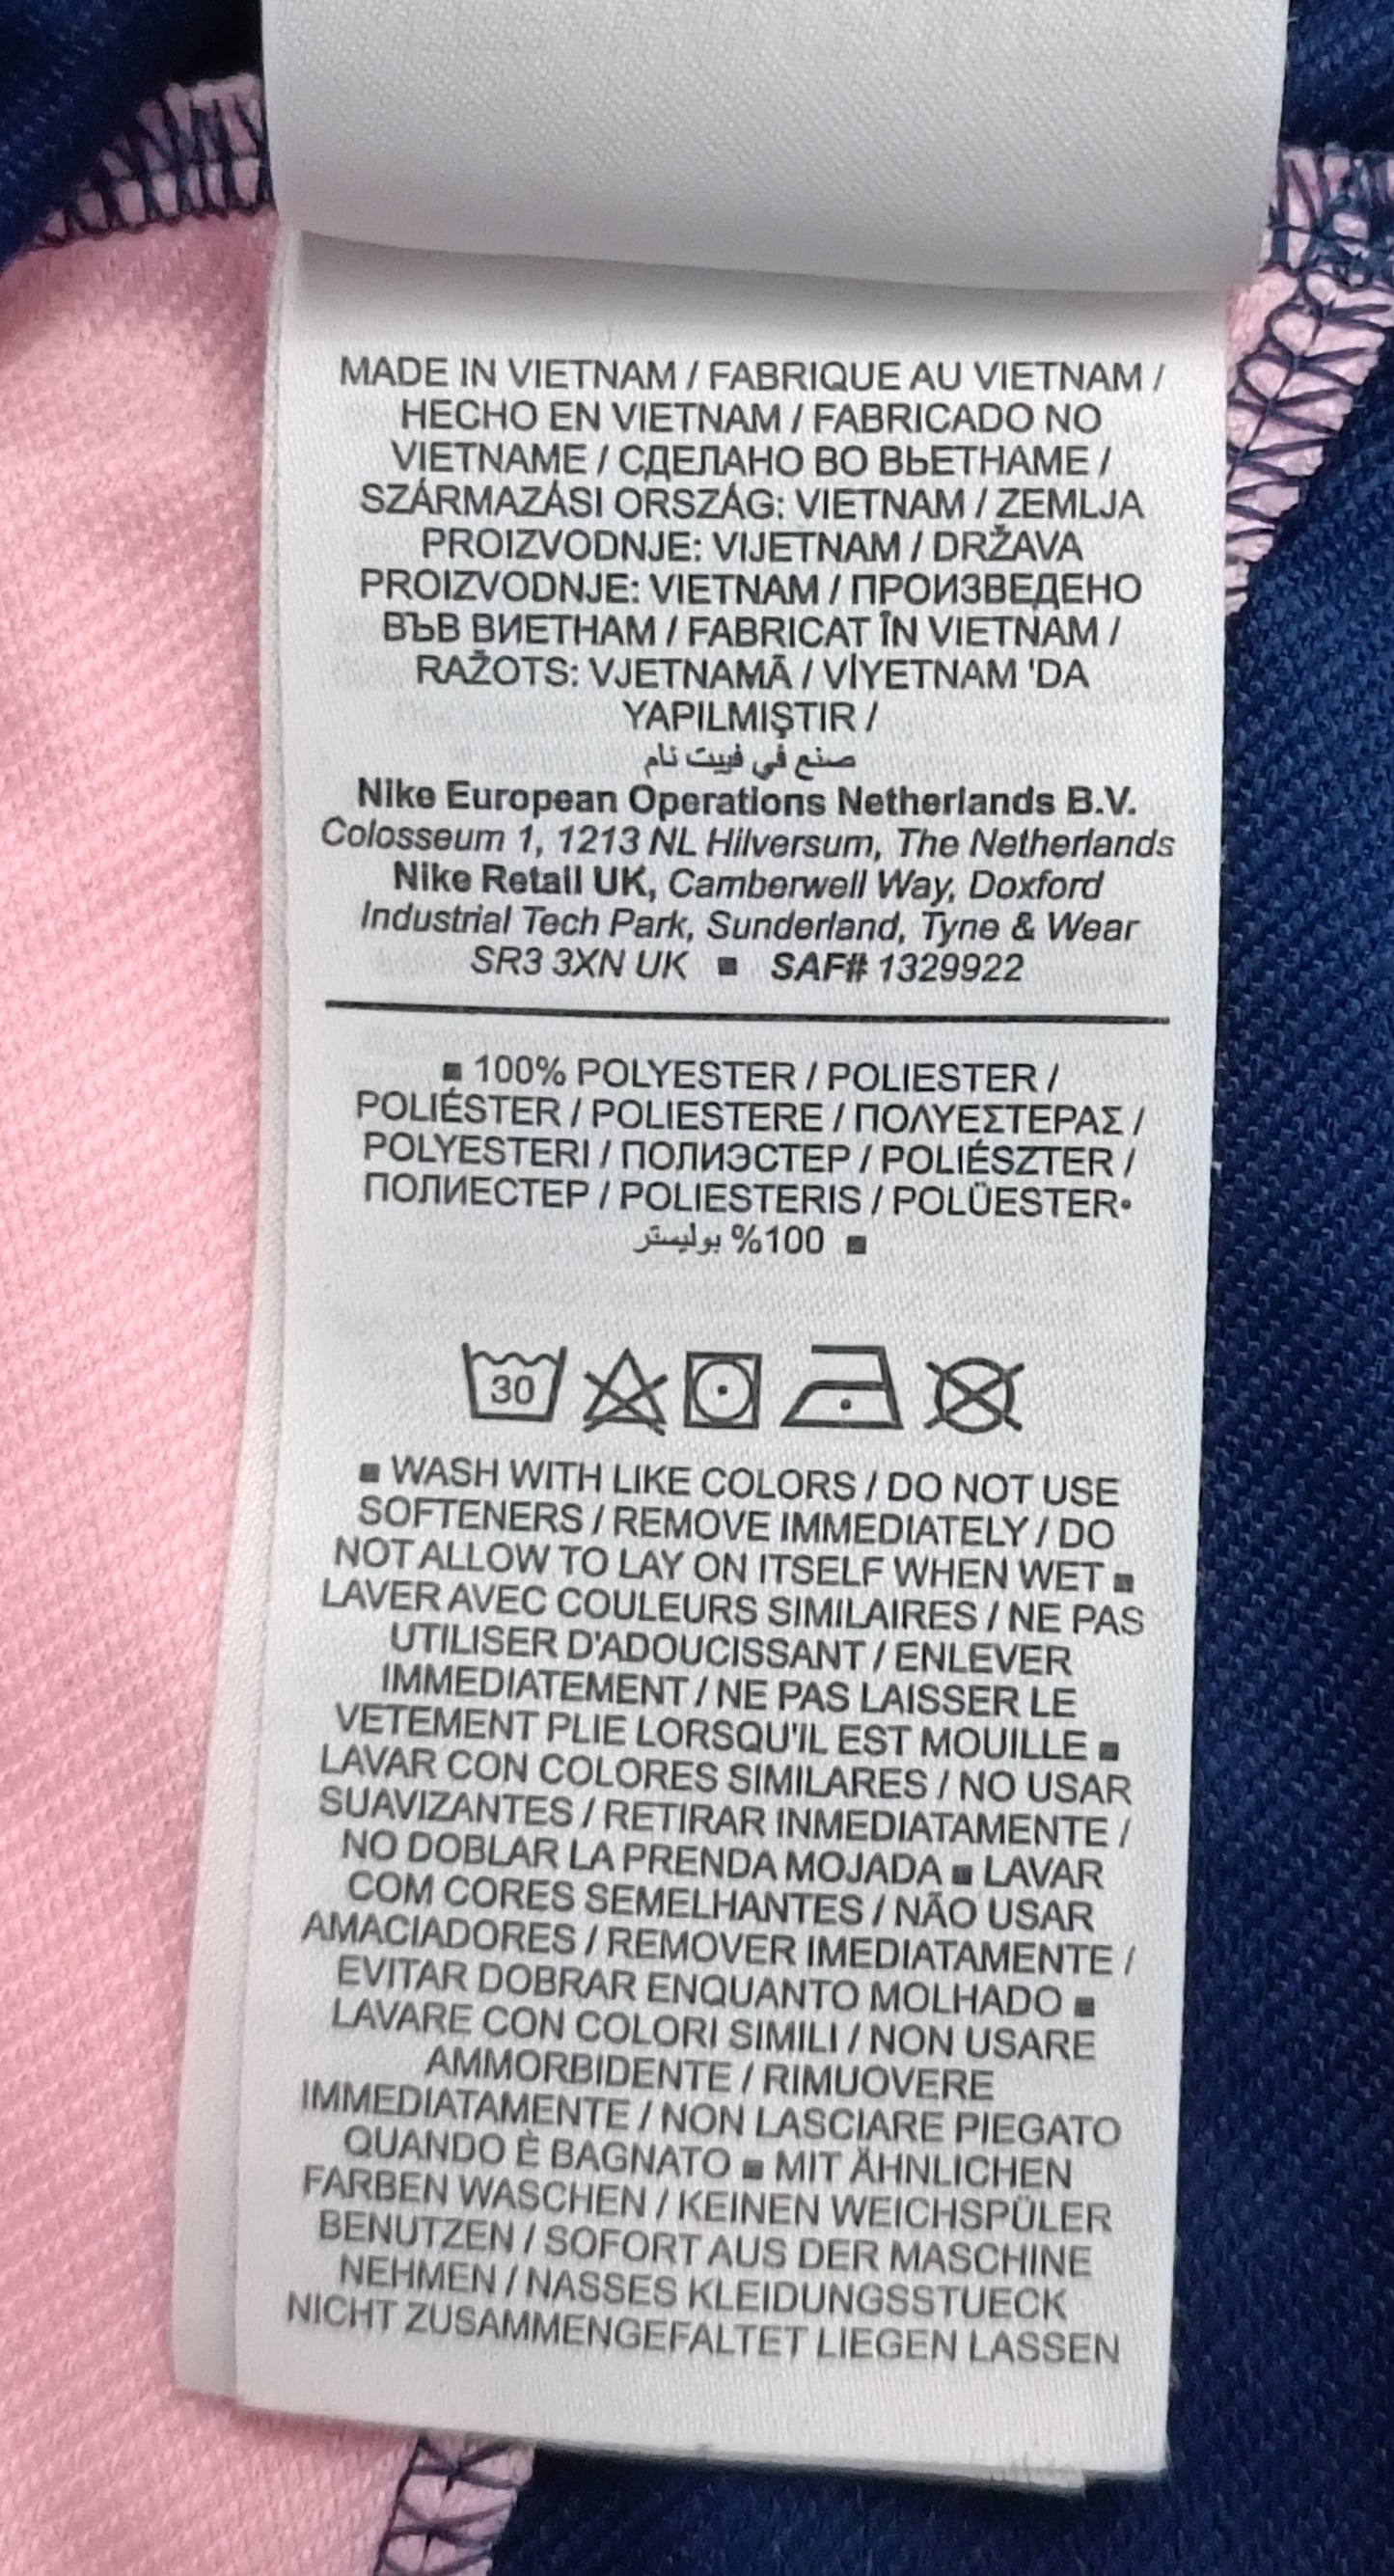 MADE IN VIETNAM / FABRIQUE AU VIETNAM /
HECHO EN VIETNAM / FABRICADO NO
VIETNAME / СДЕЛАНО ВО ВЬЕТНАМЕ /
SZÁRMAZÁSI ORSZÁG: VIETNAM / ZEMLJA
PROIZVODNJE: VIJETNAM / DRŽAVA
PROIZVODNJE: VIETNAM / ПРОИЗВЕДЕНО
ВЪВ ВИЕТНАМ / FABRICAT ÎN VIETNAM /
RAŽOTS: VJETNAMĀ / VİYETNAM 'DA
YAPILMIŞTIR /
صنع في فييت نام
Nike European Operations Netherlands B.V.
Colosseum 1, 1213 NL Hilversum, The Netherlands
Nike Retail UK, Camberwell Way, Doxford
Industrial Tech Park, Sunderland, Tyne & Wear
SR3 3XN UK ■ SAF# 1329922
■ 100% POLYESTER / POLIESTER /
POLIÉSTER / POLIESTERE / ΠΟΛΥΕΣΤΕΡΑΣ /
POLYESTERI / ПОЛИЭСТЕР / POLIÉSZTER /
ПОЛИЕСТЕР / POLIESTERIS / POLÜESTER•
■ 100% بوليستر
30
■ WASH WITH LIKE COLORS / DO NOT USE
SOFTENERS / REMOVE IMMEDIATELY / DO
NOT ALLOW TO LAY ON ITSELF WHEN WET ■
LAVER AVEC COULEURS SIMILAIRES / NE PAS
UTILISER D'ADOUCISSANT / ENLEVER
IMMEDIATEMENT / NE PAS LAISSER LE
VETEMENT PLIE LORSQU'IL EST MOUILLE ■
LAVAR CON COLORES SIMILARES / NO USAR
SUAVIZANTES / RETIRAR INMEDIATAMENTE /
NO DOBLAR LA PRENDA MOJADA ■ LAVAR
COM CORES SEMELHANTES / NÃO USAR
AMACIADORES / REMOVER IMEDIATAMENTE /
EVITAR DOBRAR ENQUANTO MOLHADO ■
LAVARE CON COLORI SIMILI / NON USARE
AMMORBIDENTE / RIMUOVERE
IMMEDIATAMENTE / NON LASCIARE PIEGATO
QUANDO È BAGNATO ■ MIT ÄHNLICHEN
FARBEN WASCHEN / KEINEN WEICHSPÜLER
BENUTZEN / SOFORT AUS DER MASCHINE
NEHMEN / NASSES KLEIDUNGSSTUECK
NICHT ZUSAMMENGEFALTET LIEGEN LASSEN